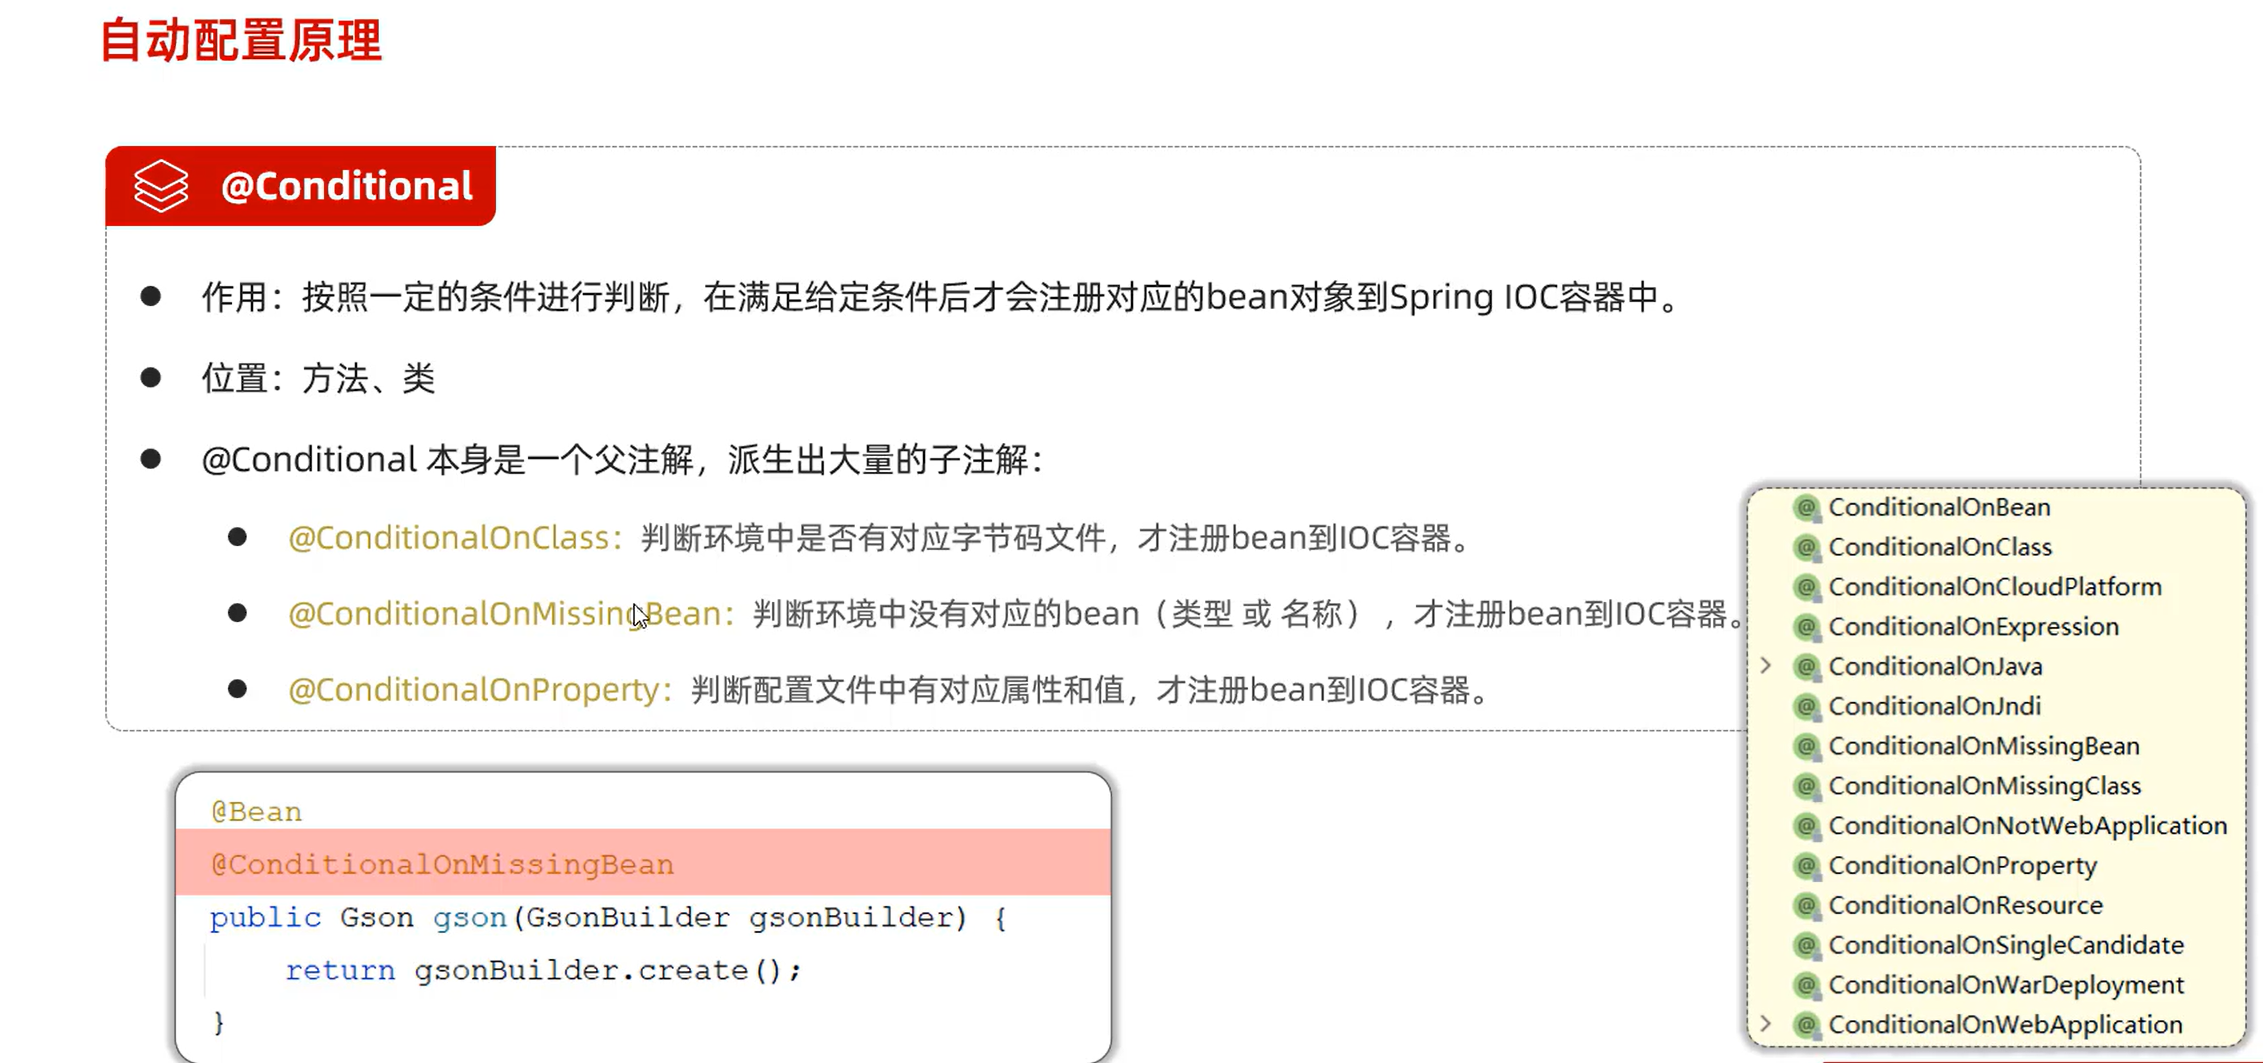 自动配置原理
@Conditional
作用：按照一定的条件进行判断，在满足给定条件后才会注册对应的bean对象到Spring IOC容器中。
位置：方法、类
@Conditional 本身是一个父注解，派生出大量的子注解：
@ConditionalOnClass：判断环境中是否有对应字节码文件，才注册bean到IOC容器。
@ConditionalOnMissingBean：判断环境中没有对应的bean（类型 或 名称），才注册bean到IOC容器。
@ConditionalOnProperty：判断配置文件中有对应属性和值，才注册bean到IOC容器。
ConditionalOnBean
ConditionalOnClass
ConditionalOnCloudPlatform
ConditionalOnExpression
ConditionalOnJava
ConditionalOnJndi
ConditionalOnMissingBean
ConditionalOnMissingClass
ConditionalOnNotWebApplication
ConditionalOnProperty
ConditionalOnResource
ConditionalOnSingleCandidate
ConditionalOnWarDeployment
ConditionalOnWebApplication
@Bean
@ConditionalOnMissingBean
public Gson gson(GsonBuilder gsonBuilder) {
return gsonBuilder.create();
}